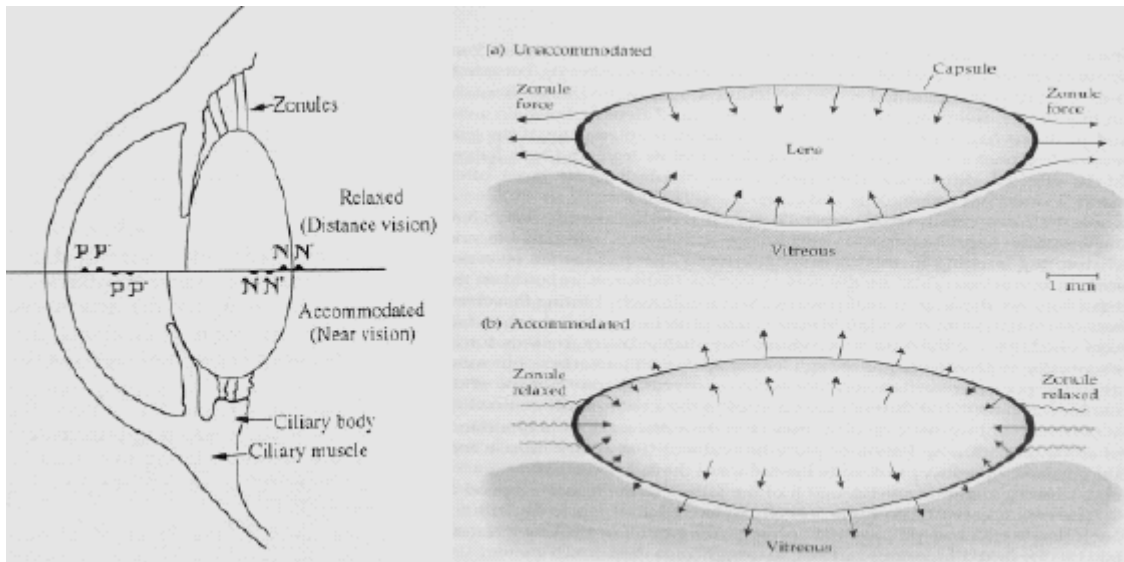 Zonules
Relaxed
(Distance vision)
P P'
N N'
P P'
N N'
Accommodated
(Near vision)
Ciliary body
Ciliary muscle
(a) Unaccommodated
Capsule
Zonule
force
Zonule
force
Lens
Vitreous
1 mm
(b) Accommodated
Zonule
relaxed
Zonule
relaxed
Vitreous